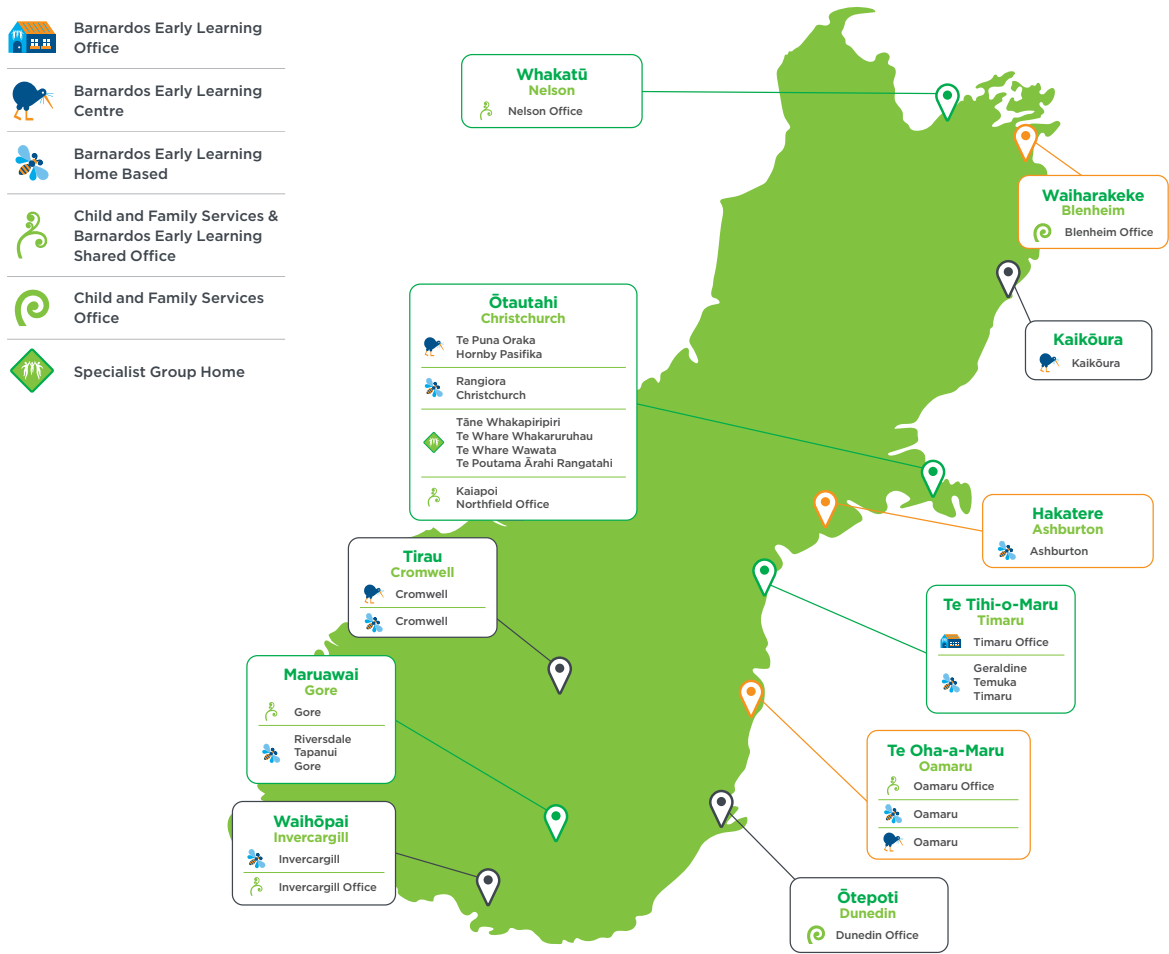 Barnardos Early Learning
Office
Barnardos Early Learning
Centre
Barnardos Early Learning
Home Based
Child and Family Services &
Barnardos Early Learning
Shared Office
Child and Family Services
Office
Specialist Group Home
Whakatū
Nelson
Nelson Office
Waiharakeke
Blenheim
Blenheim Office
Kaikōura
Kaikōura
Ōtautahi
Christchurch
Te Puna Oraka
Hornby Pasifika
Rangiora
Christchurch
Tāne Whakapiripiri
Te Whare Whakaruruhau
Te Whare Wawata
Te Poutama Ārahi Rangatahi
Kaiapoi
Northfield Office
Hakatere
Ashburton
Ashburton
Tirau
Cromwell
Cromwell
Cromwell
Te Tihi-o-Maru
Timaru
Timaru Office
Geraldine
Temuka
Timaru
Maruawai
Gore
Gore
Riversdale
Tapanui
Gore
Te Oha-a-Maru
Oamaru
Oamaru Office
Oamaru
Oamaru
Waihōpai
Invercargill
Invercargill
Invercargill Office
Ōtepoti
Dunedin
Dunedin Office